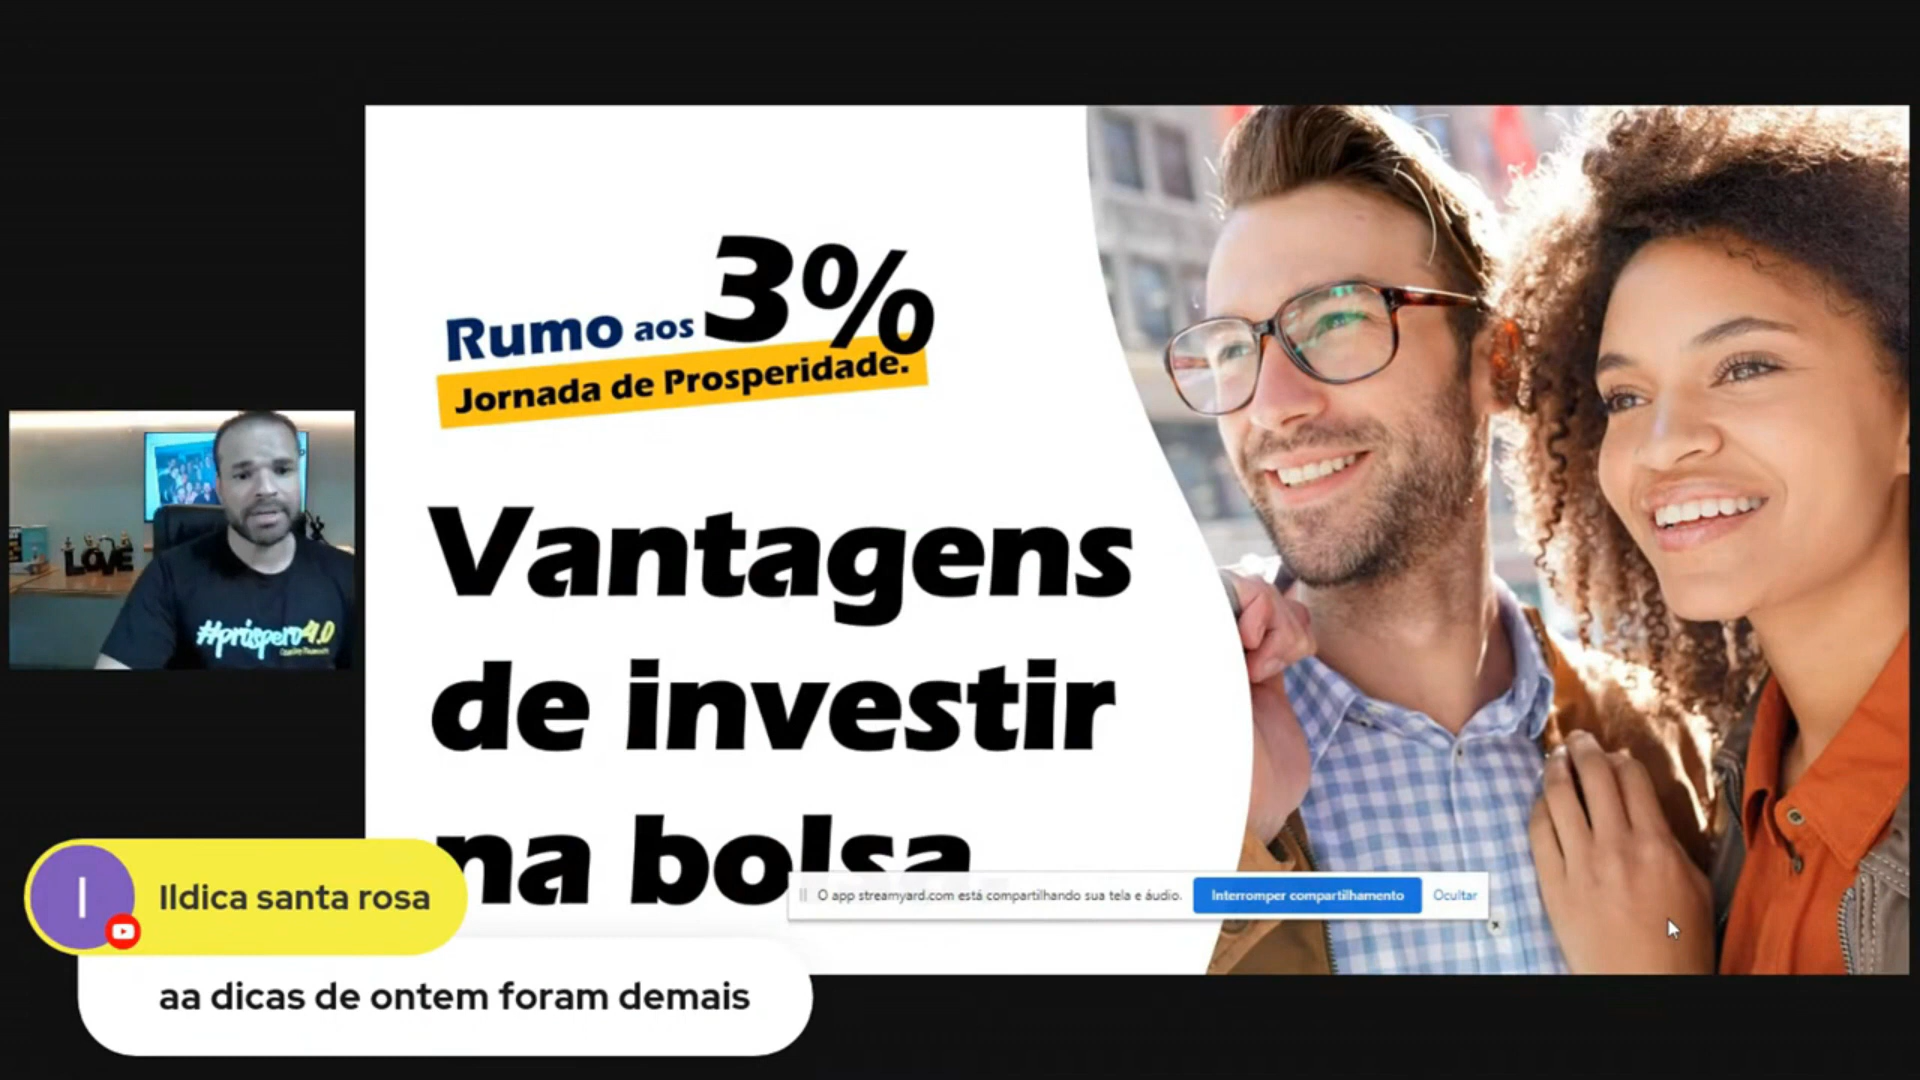 Rumo aos 3%
Jornada de Prosperidade.
Vantagens
de investir
na bolsa
LOVE
#próspero4.0
I
Ildica santa rosa
aa dicas de ontem foram demais
O app streamyard.com está compartilhando sua tela e áudio.
Interromper compartilhamento
Ocultar